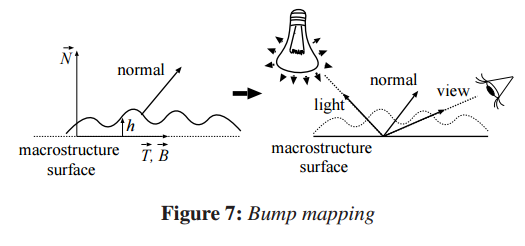 N
normal
h
macrostructure
surface
T, B
light
normal
view
macrostructure
surface
Figure 7: Bump mapping